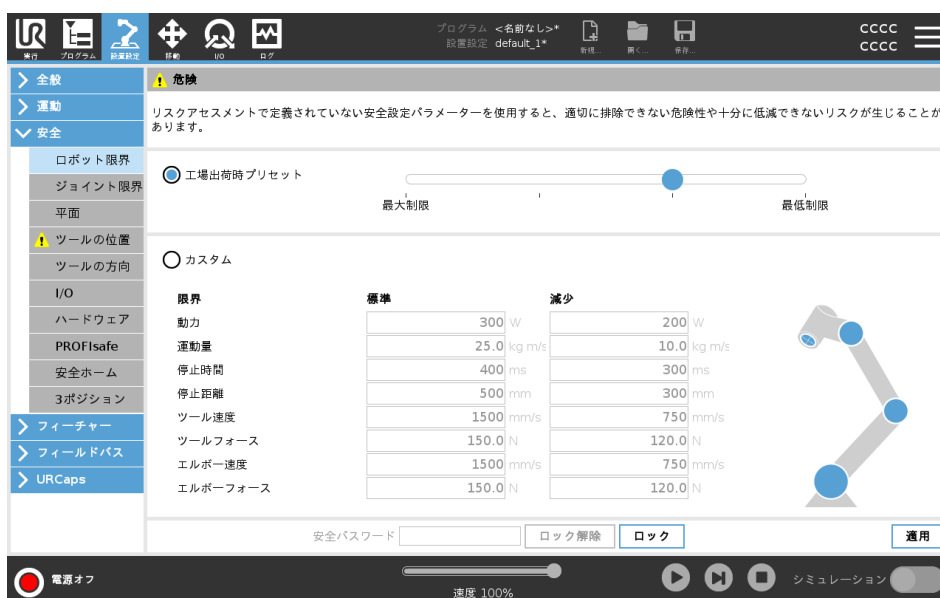 UR
実行
プログラム
設置設定
移動
I/O
ログ
プログラム <名前なし>*
設置設定 default_1*
新規...
開く...
保存...
cccc
cccc
全般
運動
安全
ロボット限界
ジョイント限界
平面
ツールの位置
ツールの方向
I/O
ハードウェア
PROFIsafe
安全ホーム
3ポジション
フィーチャー
フィールドバス
URCaps
危険
リスクアセスメントで定義されていない安全設定パラメーターを使用すると、適切に排除できない危険性や十分に低減できないリスクが生じることが
あります。
工場出荷時プリセット
最大制限
最低制限
カスタム
限界 標準 減少
動力 300 W 200 W
運動量 25.0 kg m/s 10.0 kg m/s
停止時間 400 ms 300 ms
停止距離 500 mm 300 mm
ツール速度 1500 mm/s 750 mm/s
ツールフォース 150.0 N 120.0 N
エルボー速度 1500 mm/s 750 mm/s
エルボーフォース 150.0 N 120.0 N
安全パスワード ロック解除 ロック 適用
電源オフ
速度 100%
シミュレーション